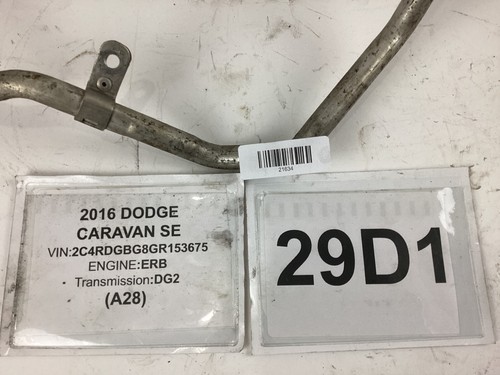 21634
2016 DODGE
CARAVAN SE
VIN:2C4RDGBG8GR153675
ENGINE:ERB
Transmission:DG2
(A28)
29D1